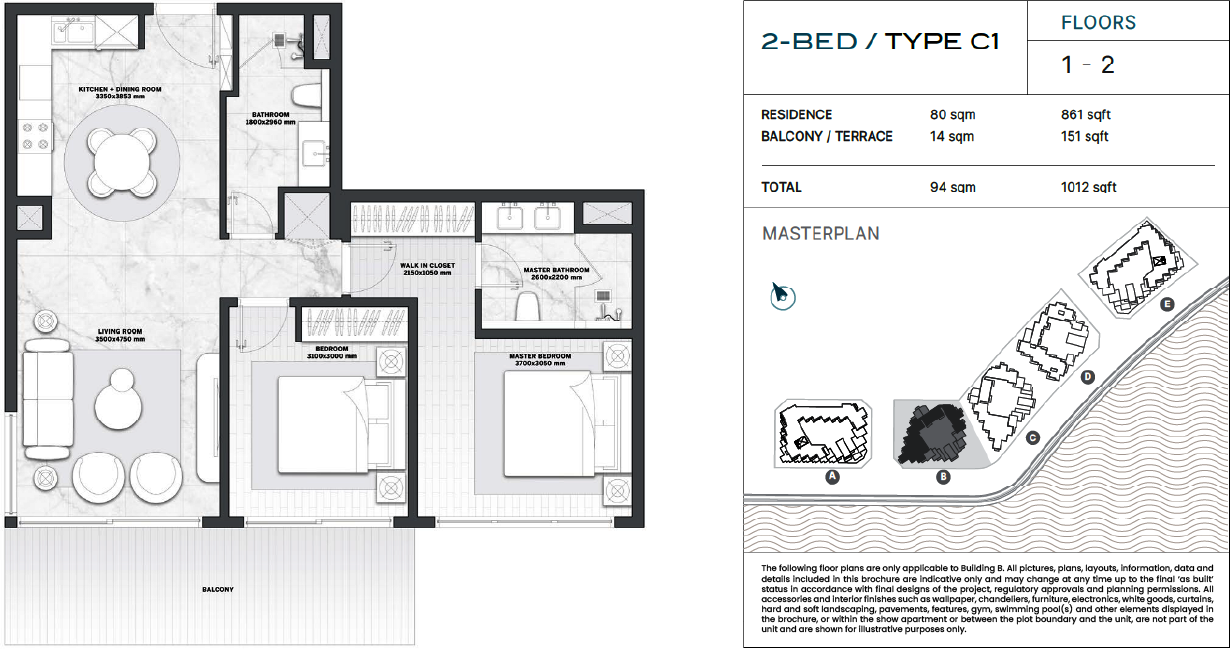 KITCHEN + DINING ROOM
3350x3853 mm
BATHROOM
1800x2960 mm
WALK IN CLOSET
2150x1050 mm
MASTER BATHROOM
2600x2200 mm
LIVING ROOM
3500x4750 mm
BEDROOM
3100x3000 mm
MASTER BEDROOM
3700x3050 mm
BALCONY
2-BED / TYPE C1
FLOORS
1 - 2
RESIDENCE 80 sqm 861 sqft
BALCONY / TERRACE 14 sqm 151 sqft
TOTAL 94 sqm 1012 sqft
MASTERPLAN
E
D
C
A
B
The following floor plans are only applicable to Building B. All pictures, plans, layouts, information, data and
details included in this brochure are indicative only and may change at any time up to the final ‘as built’
status in accordance with final designs of the project, regulatory approvals and planning permissions. All
accessories and interior finishes such as wallpaper, chandeliers, furniture, electronics, white goods, curtains,
hard and soft landscaping, pavements, features, gym, swimming pool(s) and other elements displayed in
the brochure, or within the show apartment or between the plot boundary and the unit, are not part of the
unit and are shown for illustrative purposes only.